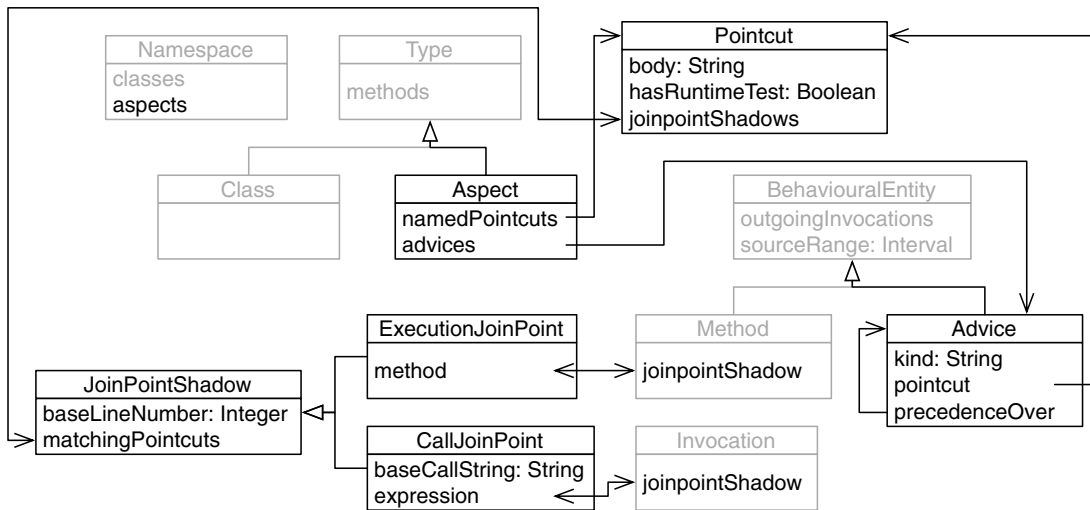 Namespace
classes
aspects
Type
methods
Pointcut
body: String
hasRuntimeTest: Boolean
joinpointShadows
Class
Aspect
namedPointcuts
advices
BehaviouralEntity
outgoingInvocations
sourceRange: Interval
ExecutionJoinPoint
method
Method
joinpointShadow
Advice
kind: String
pointcut
precedenceOver
JoinPointShadow
baseLineNumber: Integer
matchingPointcuts
CallJoinPoint
baseCallString: String
expression
Invocation
joinpointShadow